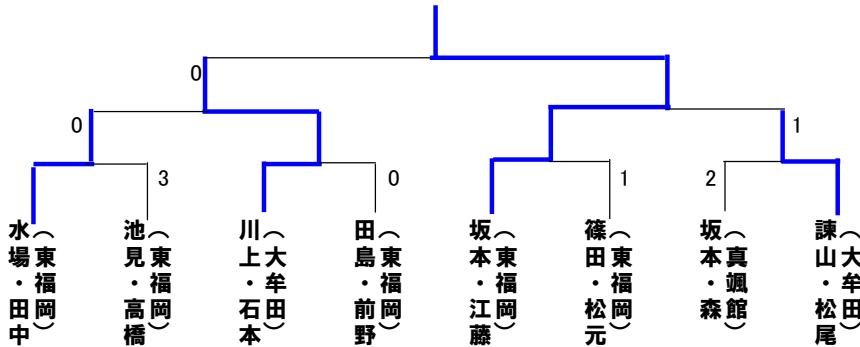 0
0
1
3
0
1
2
水場・田中
(東福岡)
池見・高橋
(東福岡)
川上・石本
(大牟田)
田島・前野
(東福岡)
坂本・江藤
(東福岡)
篠田・松元
(東福岡)
坂本・森
(真颯館)
諌山・松尾
(大牟田)